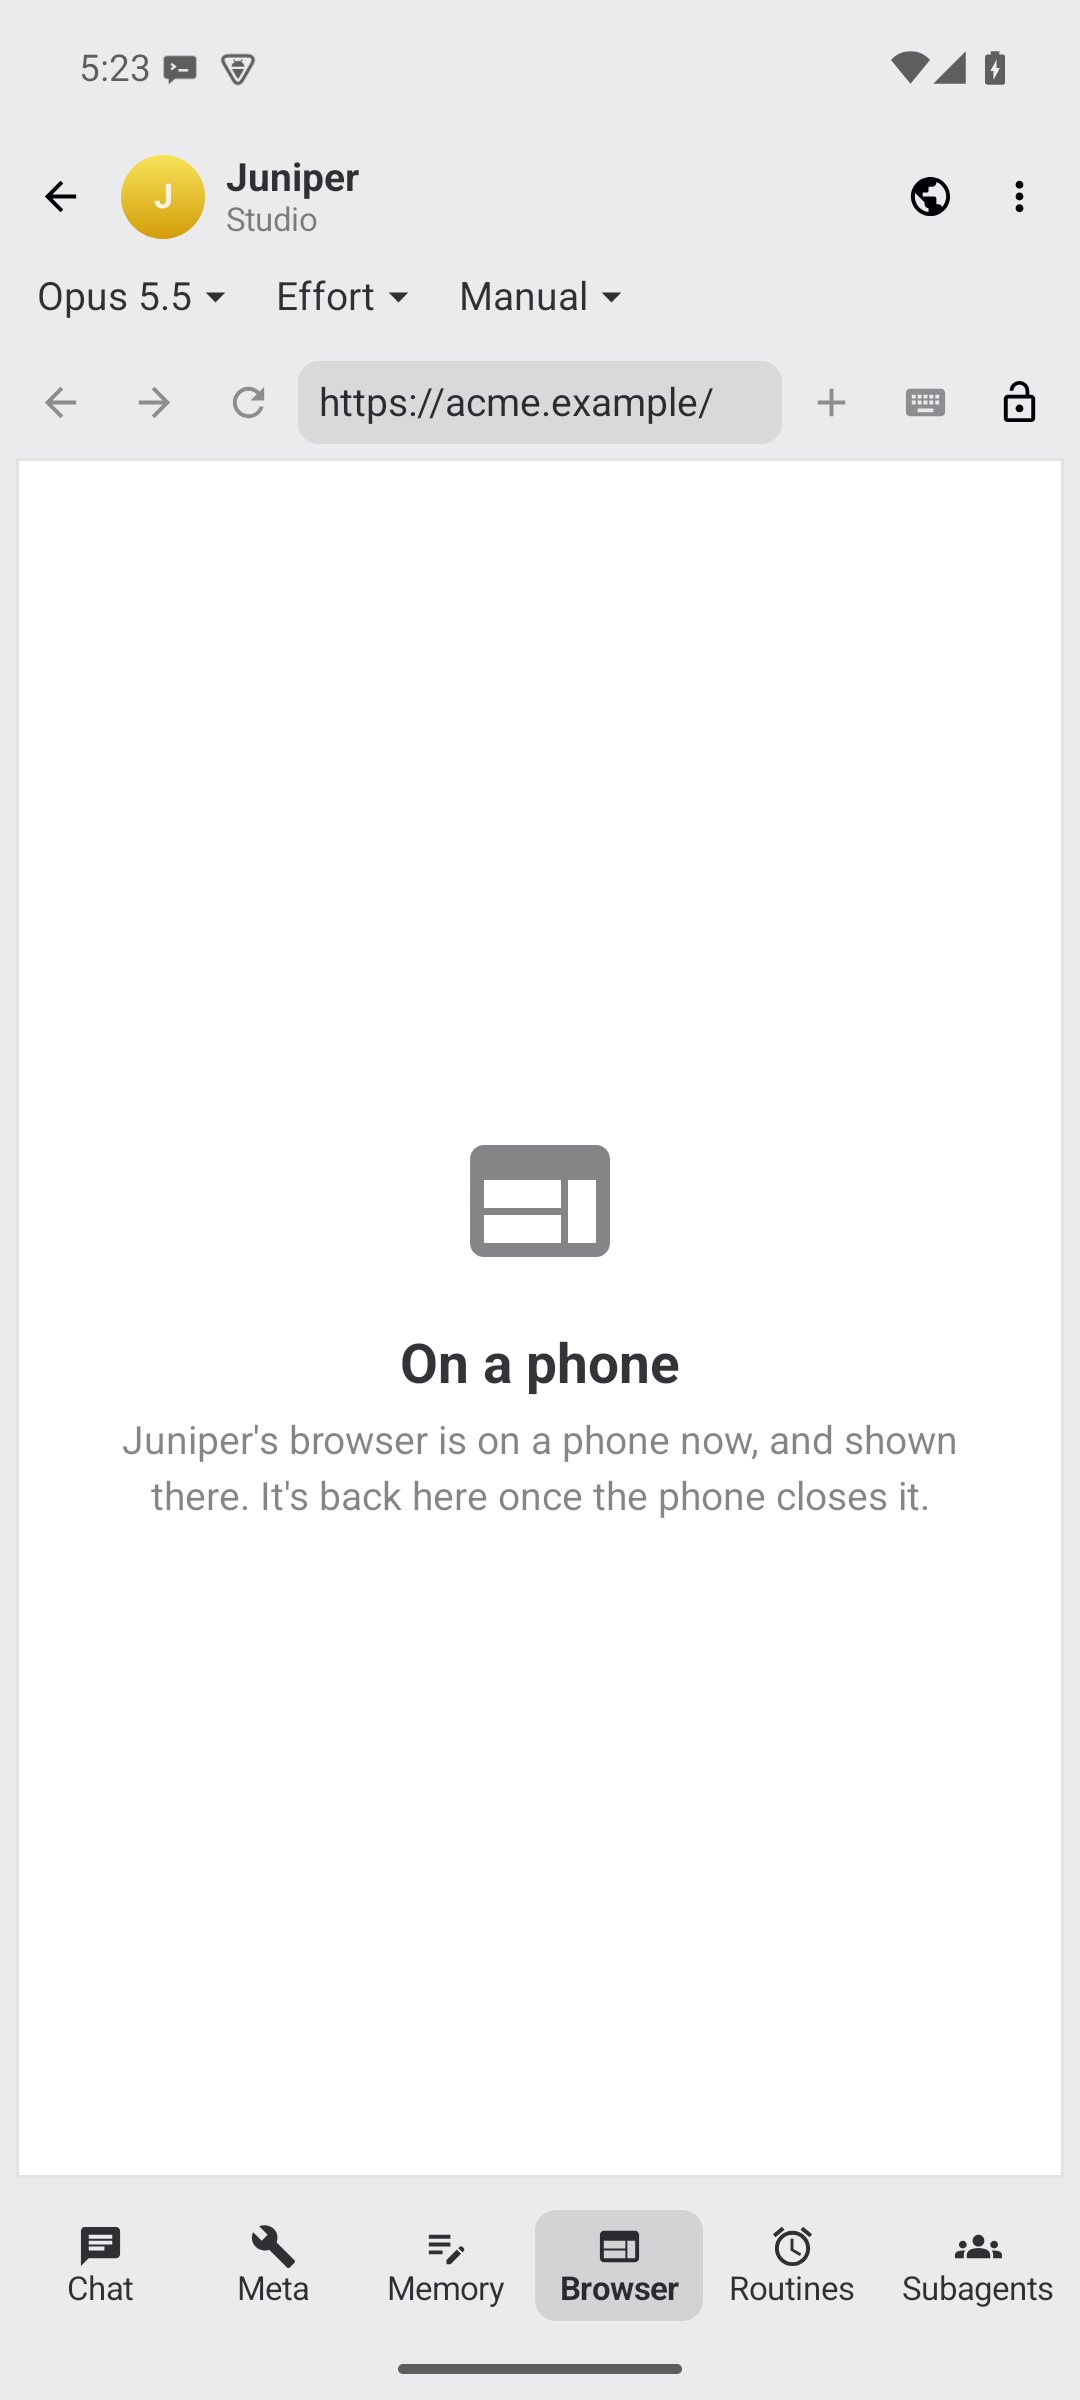 5:23
J
Juniper
Studio
Opus 5.5
Effort
Manual
https://acme.example/
On a phone
Juniper's browser is on a phone now, and shown
there. It's back here once the phone closes it.
Chat
Meta
Memory
Browser
Routines
Subagents